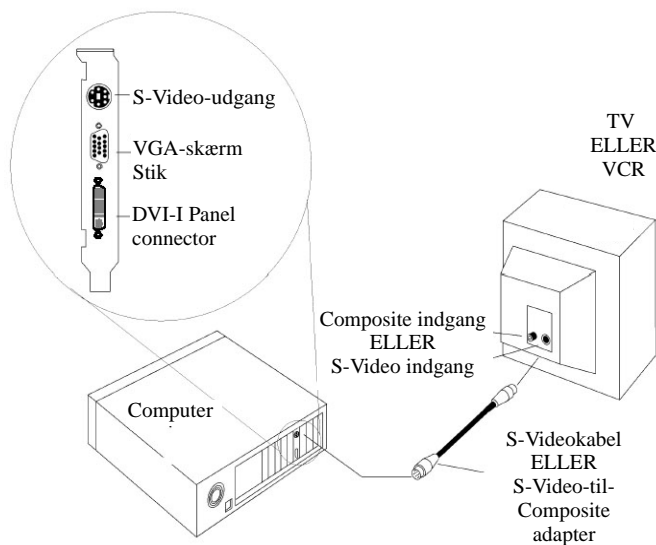 S-Video-udgang
VGA-skærm
Stik
DVI-I Panel
connector
TV
ELLER
VCR
Composite indgang
ELLER
S-Video indgang
Computer
S-Videokabel
ELLER
S-Video-til-
Composite
adapter